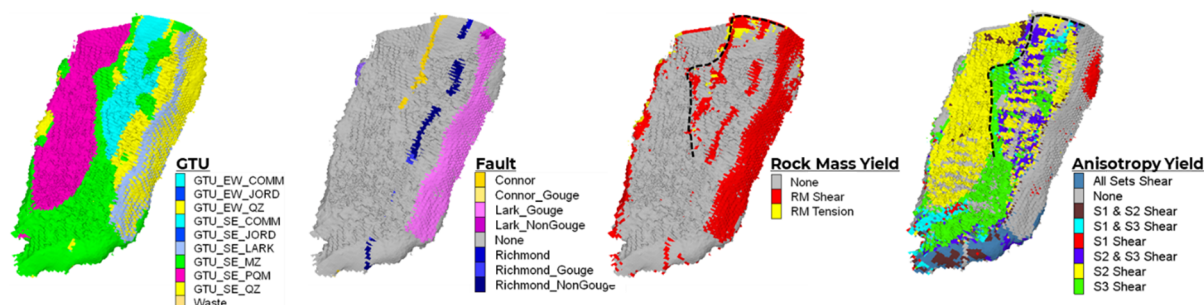 GTU
GTU_EW_COMM
GTU_EW_JORD
GTU_EW_QZ
GTU_SE_COMM
GTU_SE_JORD
GTU_SE_LARK
GTU_SE_MZ
GTU_SE_PQM
GTU_SE_QZ
Waste
Fault
Connor
Connor_Gouge
Lark_Gouge
Lark_NonGouge
None
Richmond
Richmond_Gouge
Richmond_NonGouge
Rock Mass Yield
None
RM Shear
RM Tension
Anisotropy Yield
All Sets Shear
None
S1 & S2 Shear
S1 & S3 Shear
S1 Shear
S2 & S3 Shear
S2 Shear
S3 Shear